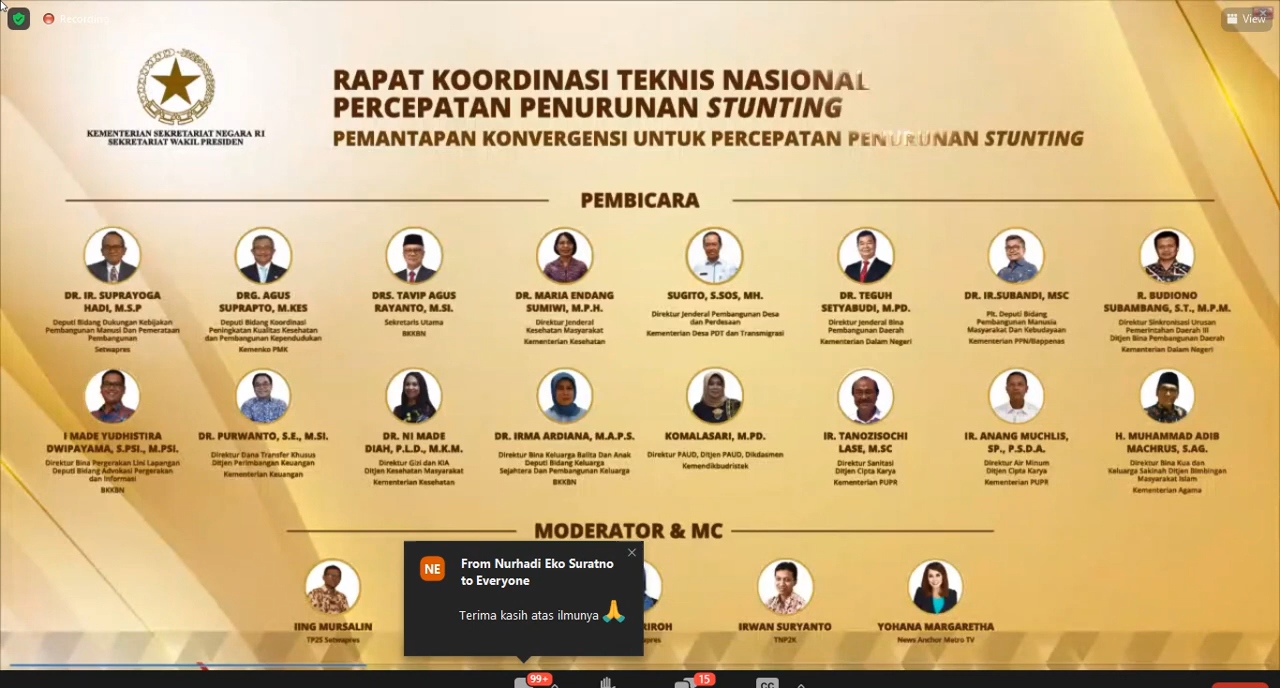 Recording
View
KEMENTERIAN SEKRETARIAT NEGARA RI
SEKRETARIAT WAKIL PRESIDEN
RAPAT KOORDINASI TEKNIS NASIONAL
PERCEPATAN PENURUNAN STUNTING
PEMANTAPAN KONVERGENSI UNTUK PERCEPATAN PENURUNAN STUNTING
PEMBICARA
DR. IR. SUPRAYOGA
HADI, M.S.P
Deputi Bidang Dukungan Kebijakan
Pembangunan Manusi Dan Pemerataan
Pembangunan
Setwapres
DRG. AGUS
SUPRAPTO, M.KES
Deputi Bidang Koordinasi
Peningkatan Kualitas Kesehatan
dan Pembangunan Kependudukan
Kemenko PMK
DRS. TAVIP AGUS
RAYANTO, M.SI.
Sekretaris Utama
BKKBN
DR. MARIA ENDANG
SUMIWI, M.P.H.
Direktur Jenderal
Kesehatan Masyarakat
Kementerian Kesehatan
SUGITO, S.SOS, MH.
Direktur Jenderal Pembangunan Desa
dan Perdesaan
Kementerian Desa PDT dan Transmigrasi
DR. TEGUH
SETYABUDI, M.PD.
Direktur Jenderal Bina
Pembangunan Daerah
Kementerian Dalam Negeri
DR. IR.SUBANDI, MSC
Plt. Deputi Bidang
Pembangunan Manusia
Masyarakat Dan Kebudayaan
Kementerian PPN/Bappenas
R. BUDIONO
SUBAMBANG, S.T., M.P.M.
Direktur Sinkronisasi Urusan
Pemerintahan Daerah III
Ditjen Bina Pembangunan Daerah
Kementerian Dalam Negeri
I MADE YUDHISTIRA
DWIPAYAMA, S.PSI., M.PSI.
Direktur Bina Pergerakan Lini Lapangan
Deputi Bidang Advokasi Pergerakan
dan Informasi
BKKBN
DR. PURWANTO, S.E., M.SI.
Direktur Dana Transfer Khusus
Ditjen Perimbangan Keuangan
Kementerian Keuangan
DR. NI MADE
DIAH, P.L.D., M.K.M.
Direktur Gizi dan KIA
Ditjen Kesehatan Masyarakat
Kementerian Kesehatan
DR. IRMA ARDIANA, M.A.P.S.
Direktur Bina Keluarga Balita Dan Anak
Deputi Bidang Keluarga
Sejahtera Dan Pembangunan Keluarga
BKKBN
KOMALASARI, M.PD.
Direktur PAUD, Ditjen PAUD, Dikdasmen
Kemendikbudristek
IR. TANOZISOCHI
LASE, M.SC
Direktur Sanitasi
Ditjen Cipta Karya
Kementerian PUPR
IR. ANANG MUCHLIS,
SP., P.S.D.A.
Direktur Air Minum
Ditjen Cipta Karya
Kementerian PUPR
H. MUHAMMAD ADIB
MACHRUS, S.AG.
Direktur Bina Kua dan
Keluarga Sakinah Ditjen Bimbingan
Masyarakat Islam
Kementerian Agama
MODERATOR & MC
IING MURSALIN
TP2S Setwapres
IRWAN SURYANTO
TNP2K
YOHANA MARGARETHA
News Anchor Metro TV
NE
From Nurhadi Eko Suratno
to Everyone
Terima kasih atas ilmunya 🙏
99+
15
CC